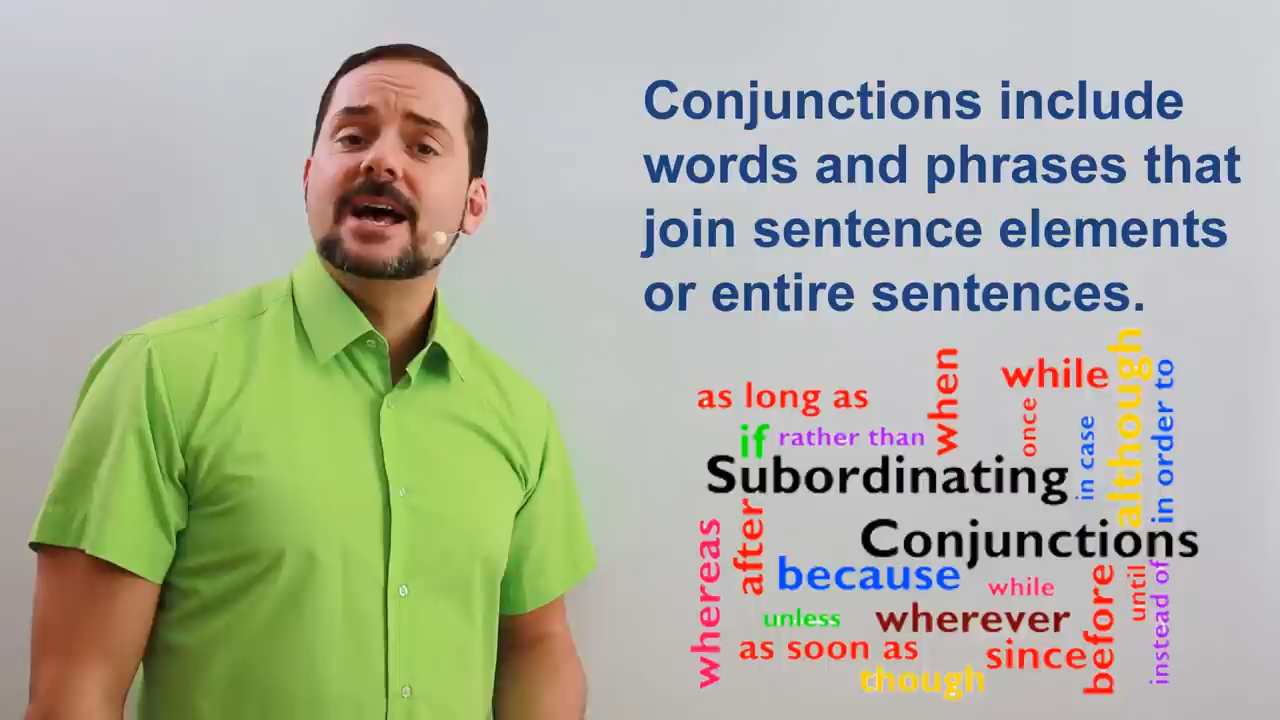 Conjunctions include
words and phrases that
join sentence elements
or entire sentences.
as long as
when
while
although
in order to
once
in case
if
rather than
Subordinating
Conjunctions
whereas
after
because
while
before
until
instead of
unless
wherever
as soon as
since
though